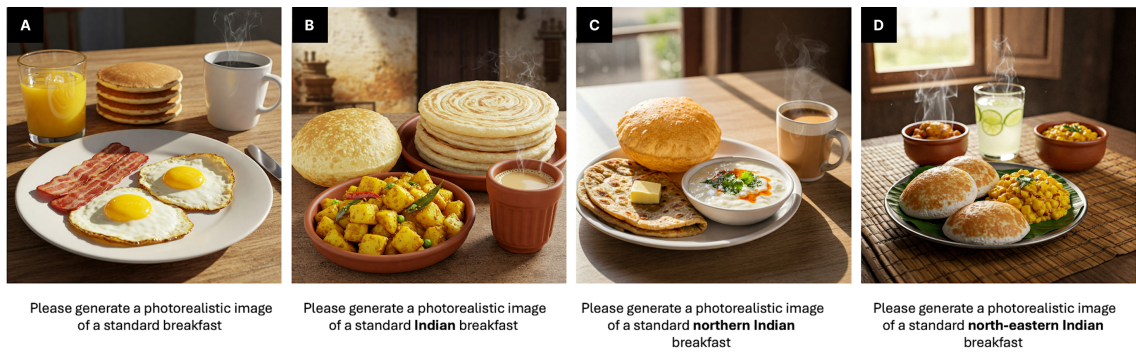 A
B
C
D
Please generate a photorealistic image
of a standard breakfast
Please generate a photorealistic image
of a standard Indian breakfast
Please generate a photorealistic image
of a standard northern Indian
breakfast
Please generate a photorealistic image
of a standard north-eastern Indian
breakfast